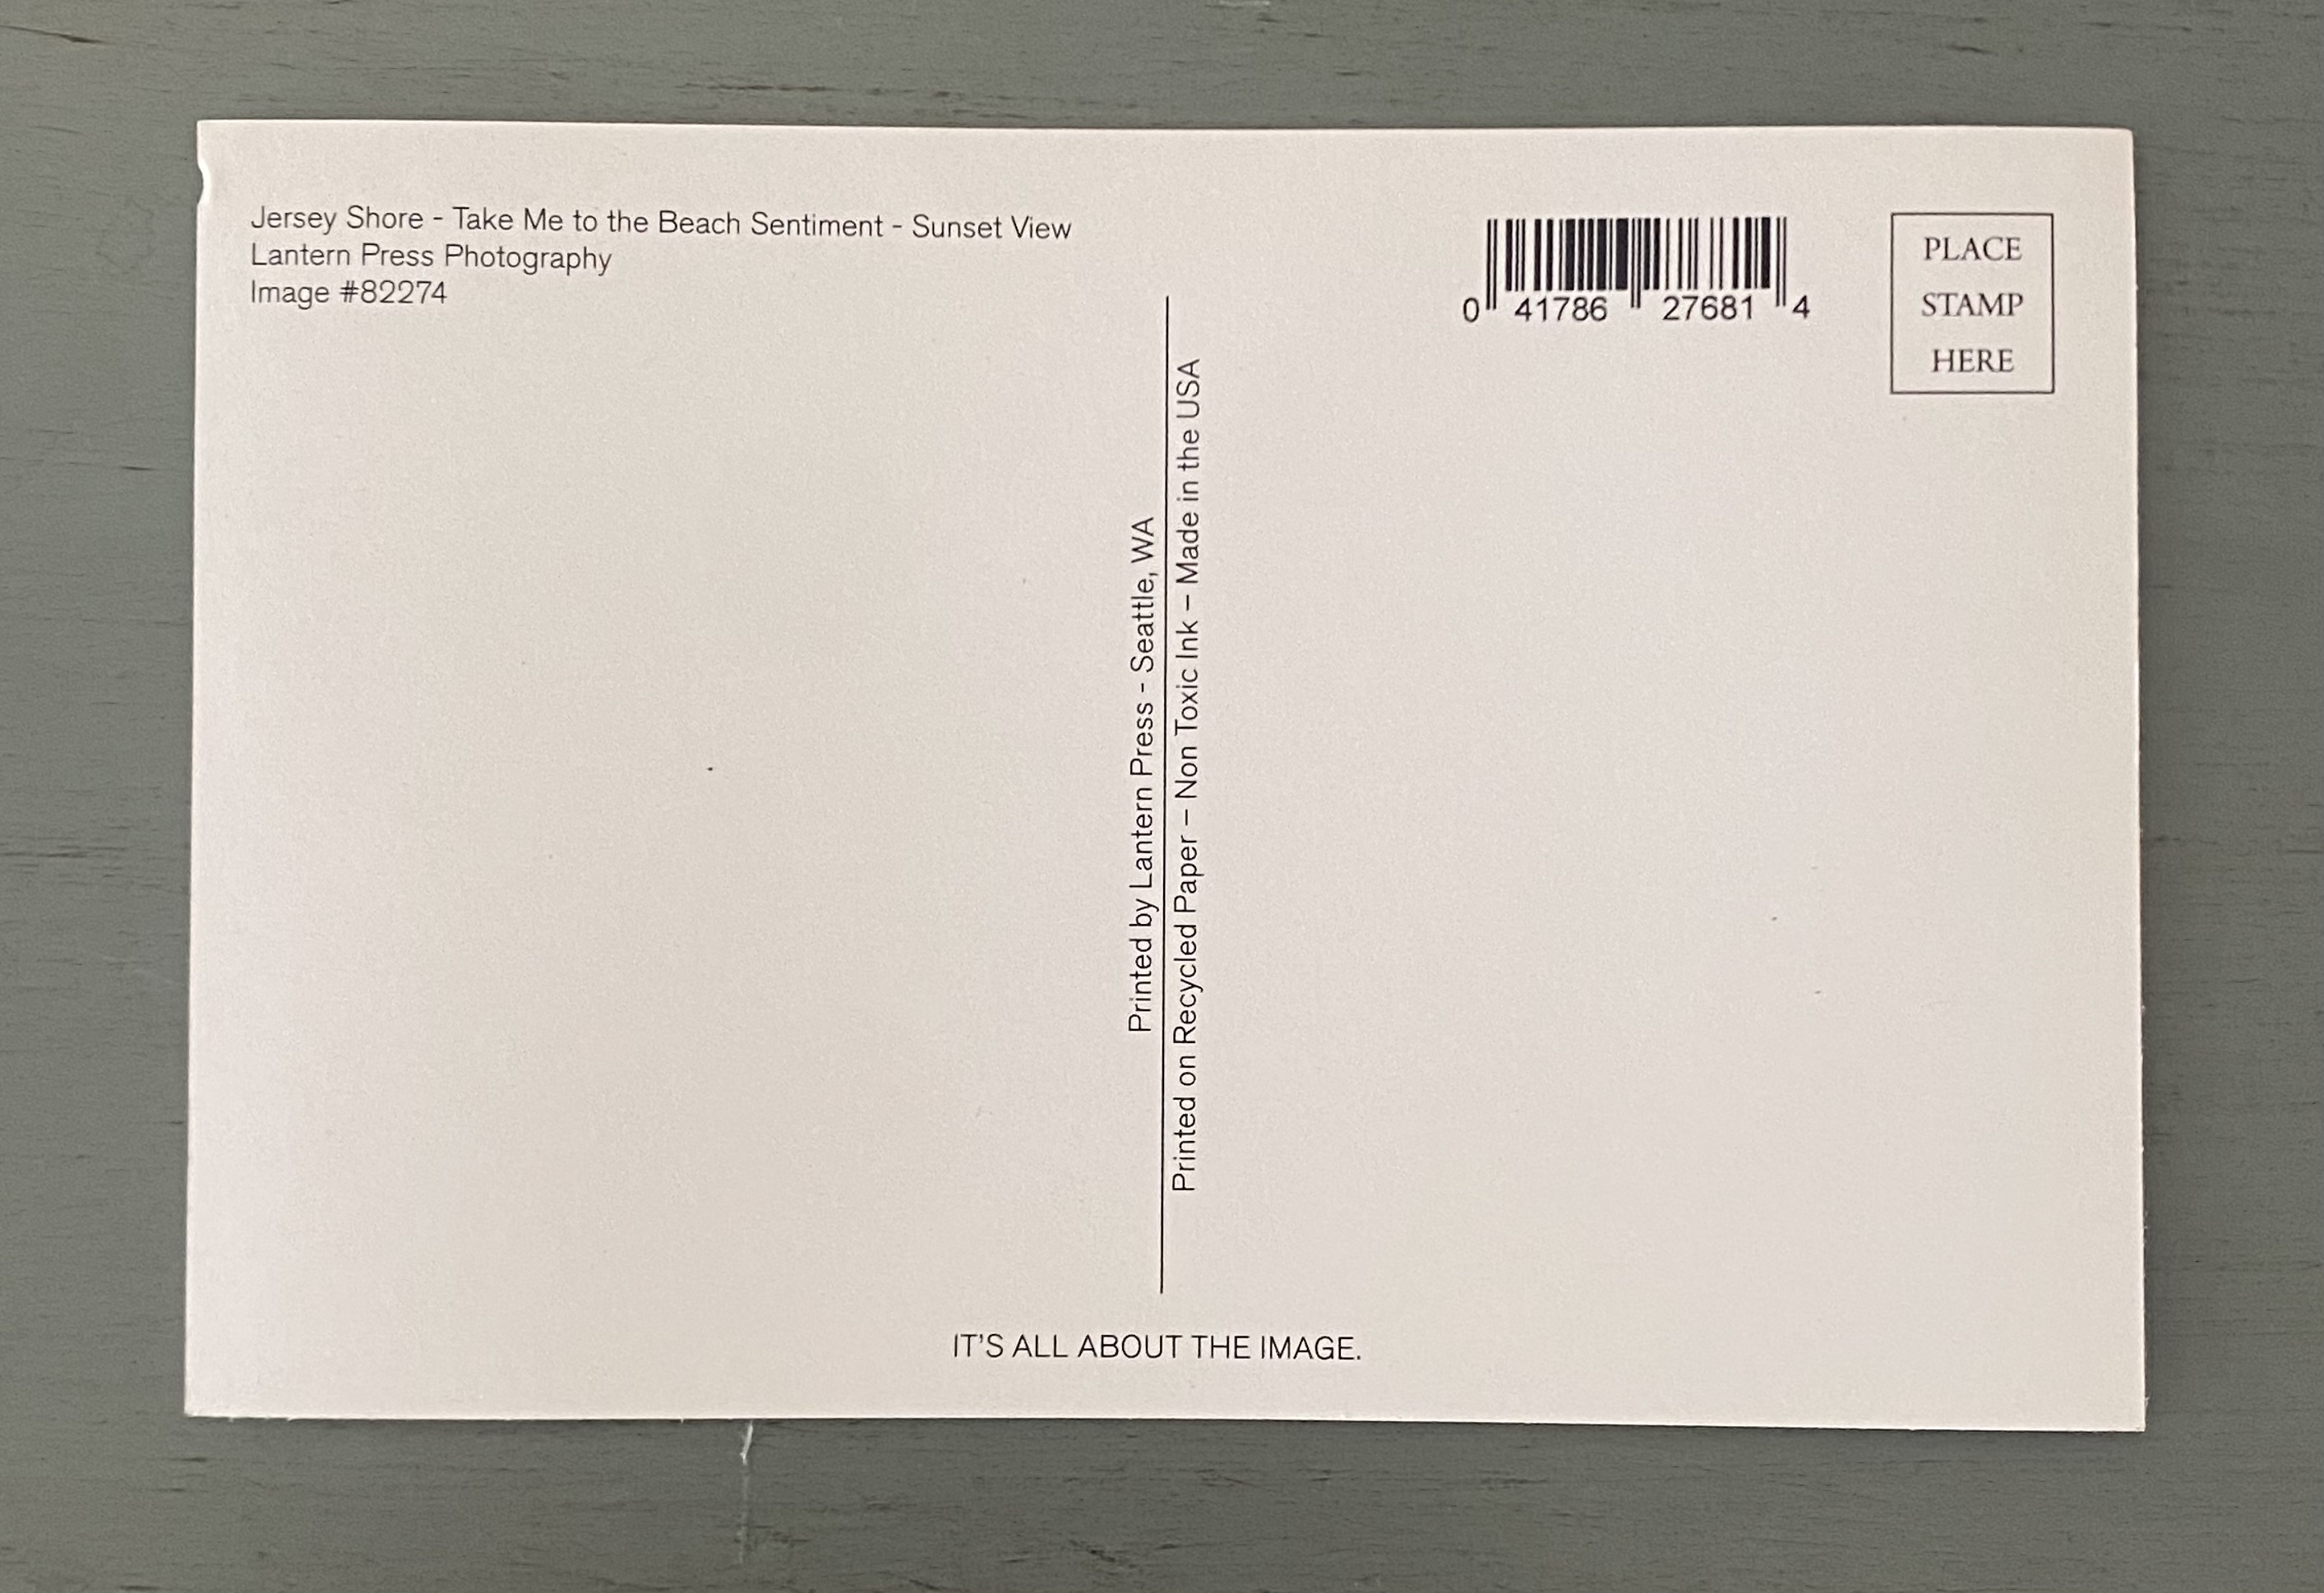 Jersey Shore - Take Me to the Beach Sentiment - Sunset View
Lantern Press Photography
Image #82274
0 41786 27681 4
PLACE
STAMP
HERE
Printed by Lantern Press - Seattle, WA
Printed on Recycled Paper – Non Toxic Ink – Made in the USA
IT'S ALL ABOUT THE IMAGE.